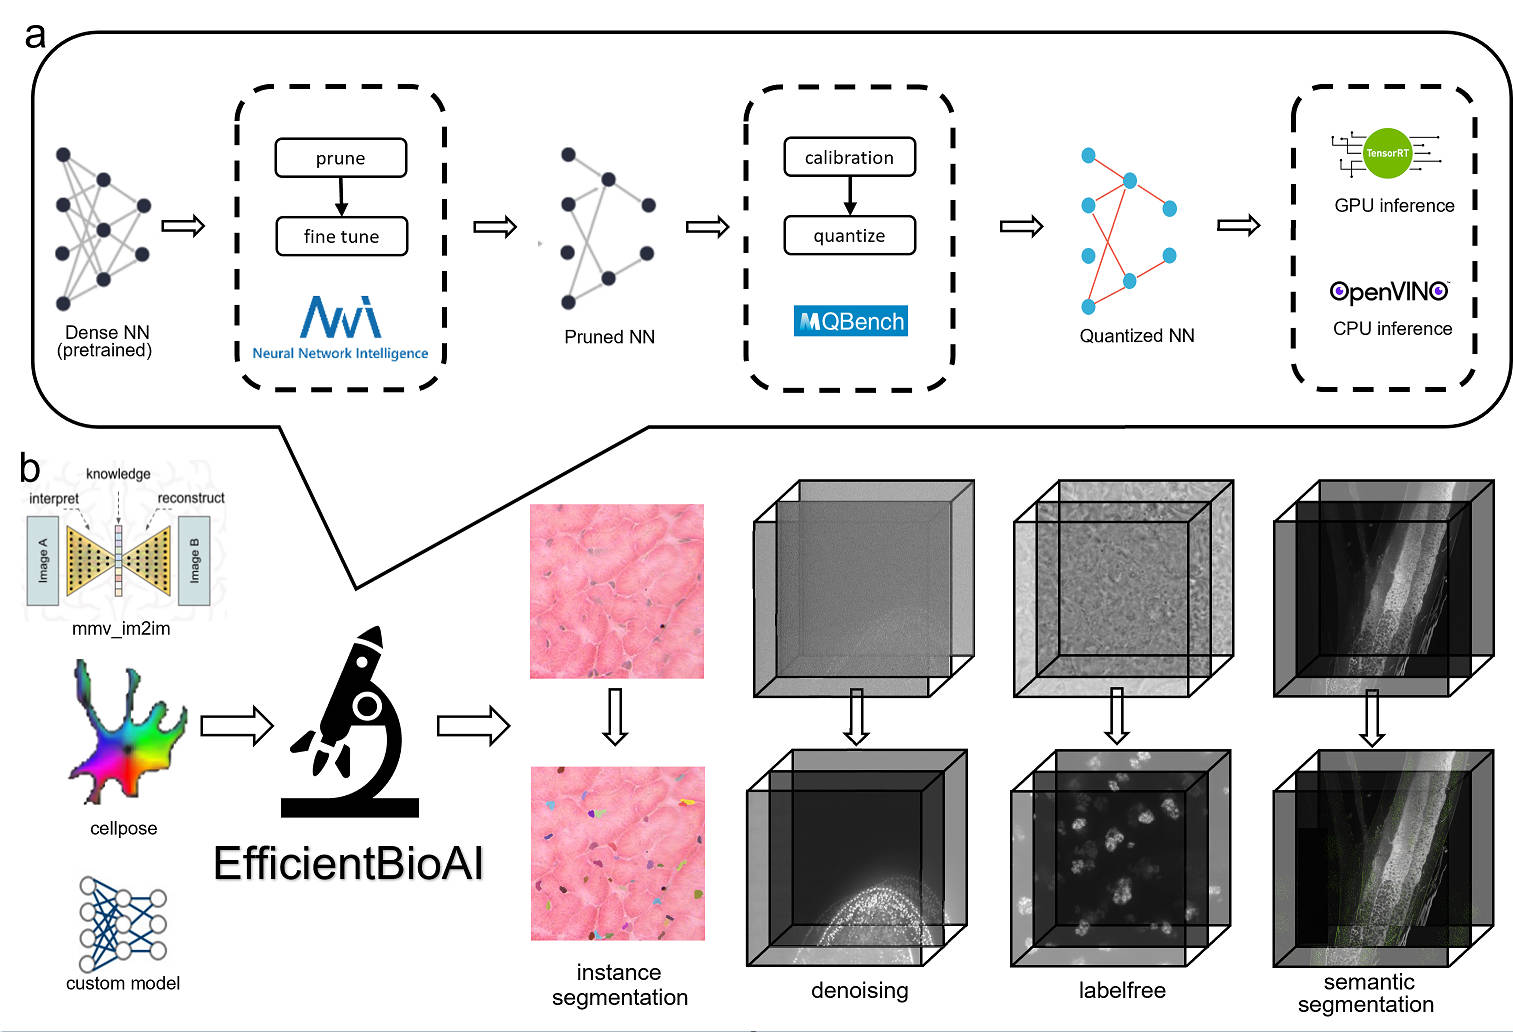 a
prune
fine tune
Neural Network Intelligence
Dense NN
(pretrained)
Pruned NN
calibration
quantize
MQBench
Quantized NN
TensorRT
GPU inference
OpenVINO
CPU inference
b
knowledge
interpret
reconstruct
Image A
Image B
mmv_im2im
cellpose
custom model
EfficientBioAI
instance
segmentation
denoising
labelfree
semantic
segmentation